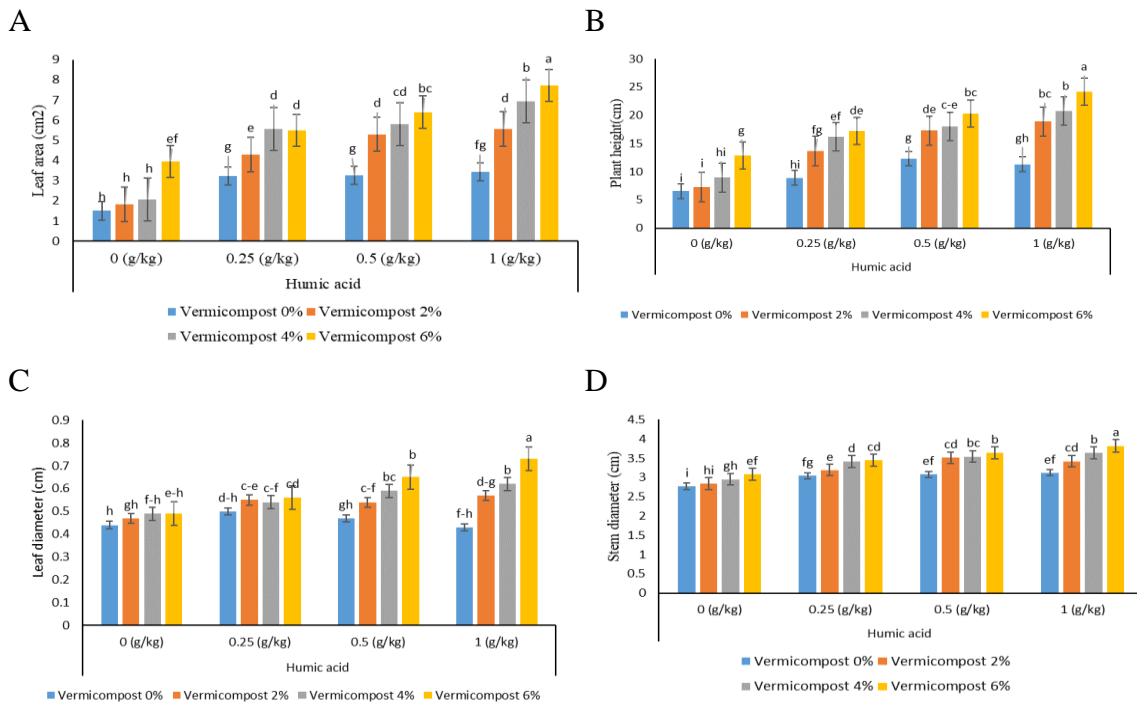 A
Leaf area (cm2)
9
8
7
6
5
4
3
2
1
0
h h h ef
g e d d
g d d bc
fg d b a
0 (g/kg) 0.25 (g/kg) 0.5 (g/kg) 1 (g/kg)
Humic acid
Vermicompost 0% Vermicompost 2%
Vermicompost 4% Vermicompost 6%
B
Plant height(cm)
30
25
20
15
10
5
0
i i hi g
hi fg ef de
g de c-e bc
gh bc b a
0 (g/kg) 0.25 (g/kg) 0.5 (g/kg) 1 (g/kg)
Humic acid
Vermicompost 0% Vermicompost 2% Vermicompost 4% Vermicompost 6%
C
Leaf diameter (cm)
0.9
0.8
0.7
0.6
0.5
0.4
0.3
0.2
0.1
0
h gh f-h e-h
d-h c-e c-f cd
gh c-f bc b
f-h d-g b a
0 (g/kg) 0.25 (g/kg) 0.5 (g/kg) 1 (g/kg)
Humic acid
Vermicompost 0% Vermicompost 2% Vermicompost 4% Vermicompost 6%
D
Stem diameter (cm)
4.5
4
3.5
3
2.5
2
1.5
1
0.5
0
i hi gh ef
fg e d cd
ef cd b b
ef cd b a
0 (g/kg) 0.25 (g/kg) 0.5 (g/kg) 1 (g/kg)
Humic acid
Vermicompost 0% Vermicompost 2%
Vermicompost 4% Vermicompost 6%